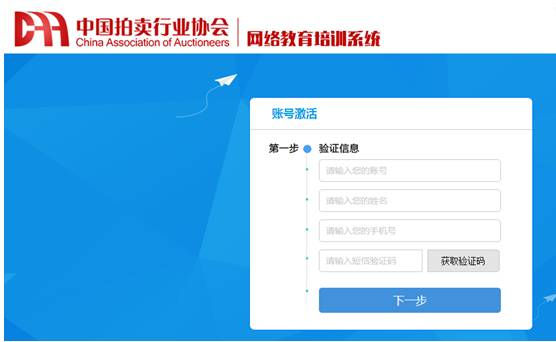 中国拍卖行业协会
China Association of Auctioneers
网络教育培训系统
账号激活
第一步 验证信息
请输入您的账号
请输入您的姓名
请输入您的手机号
请输入短信验证码 获取验证码
下一步